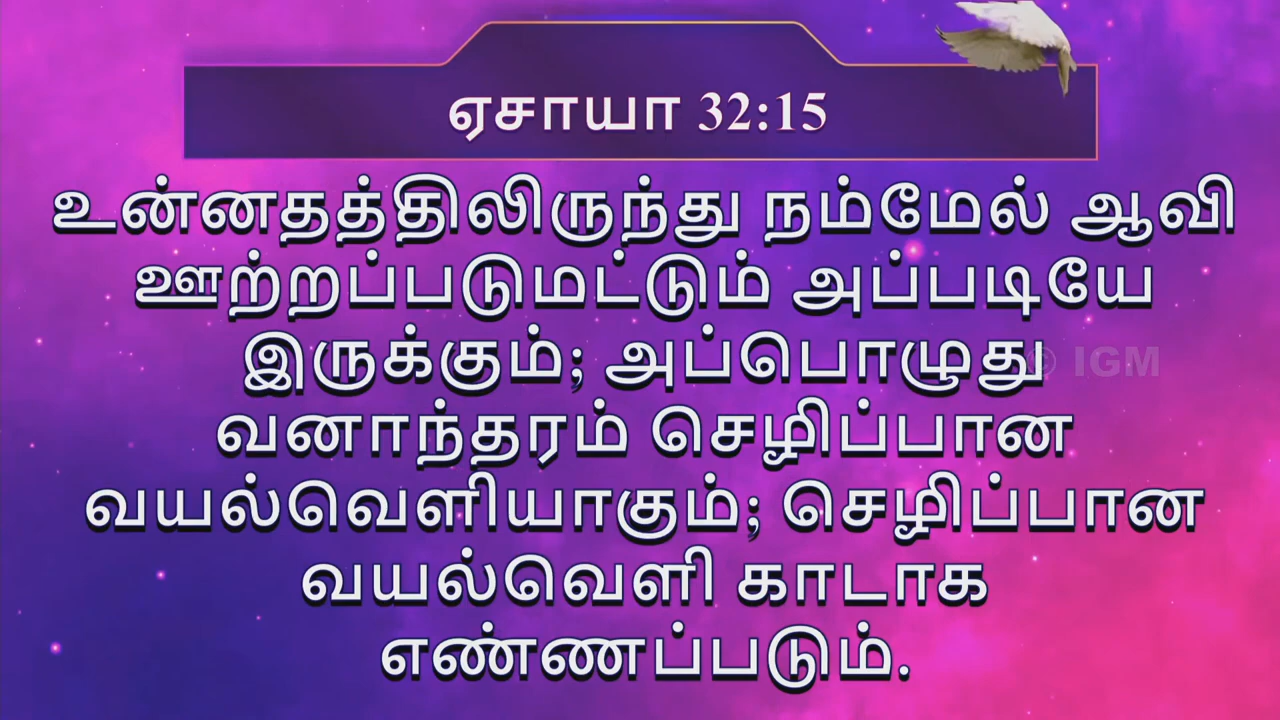 ஏசாயா 32:15
உன்னதத்திலிருந்து நம்மேல் ஆவி
ஊற்றப்படுமட்டும் அப்படியே
இருக்கும்; அப்பொழுது
© IGM
வனாந்தரம் செழிப்பான
வயல்வெளியாகும்; செழிப்பான
வயல்வெளி காடாக
எண்ணப்படும்.